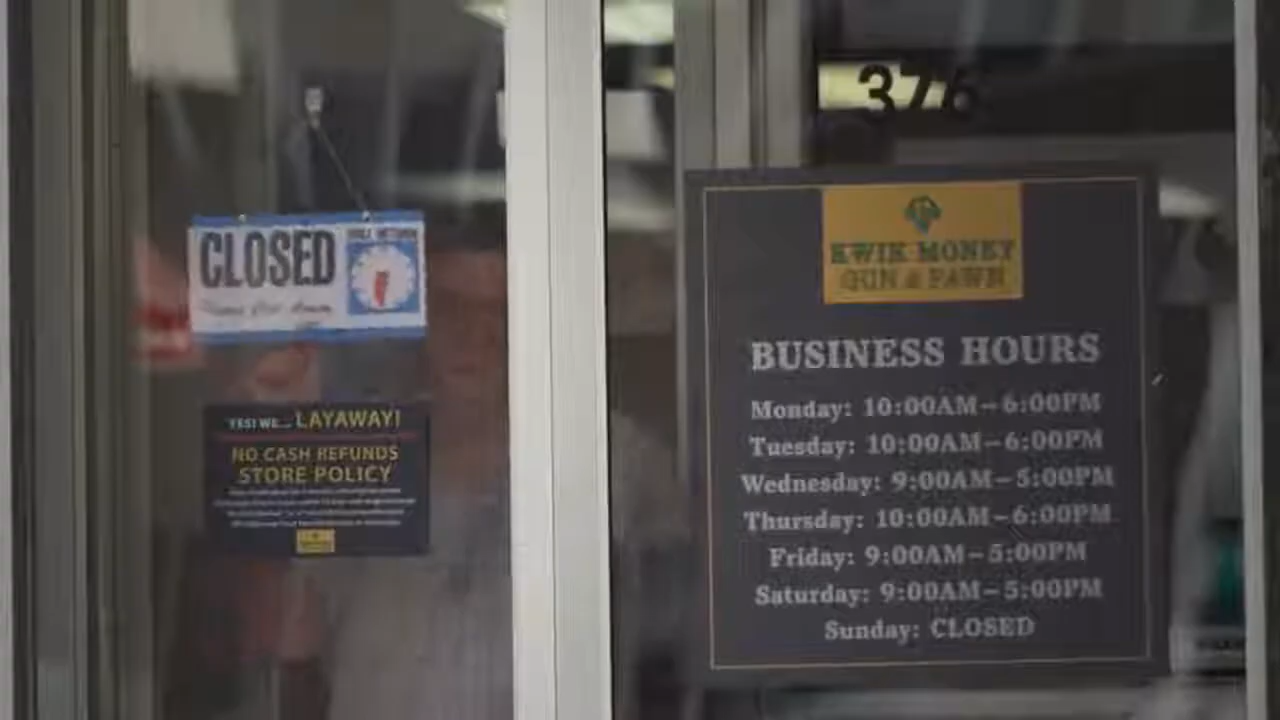 CLOSED
YES! WE... LAYAWAY!
NO CASH REFUNDS
STORE POLICY
376
KWIK MONEY
GUN & PAWN
BUSINESS HOURS
Monday: 10:00AM–6:00PM
Tuesday: 10:00AM–6:00PM
Wednesday: 9:00AM–5:00PM
Thursday: 10:00AM–6:00PM
Friday: 9:00AM–5:00PM
Saturday: 9:00AM–5:00PM
Sunday: CLOSED